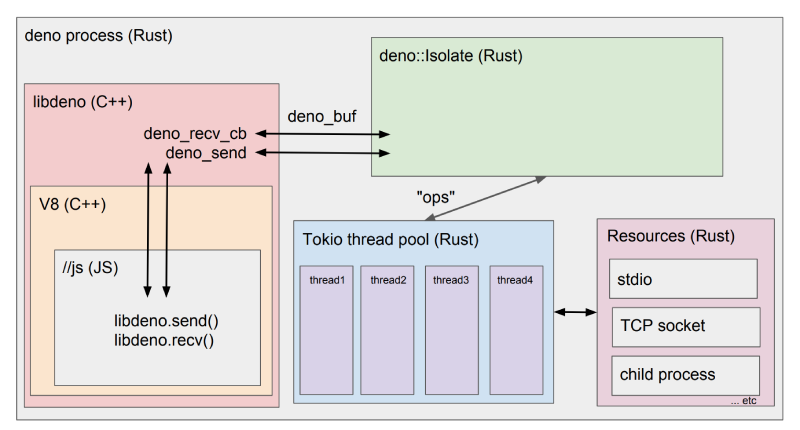 deno process (Rust)
deno::Isolate (Rust)
libdeno (C++)
deno_buf
deno_recv_cb
deno_send
"ops"
V8 (C++)
Tokio thread pool (Rust)
Resources (Rust)
//js (JS)
thread1
thread2
thread3
thread4
stdio
libdeno.send()
libdeno.recv()
TCP socket
child process
... etc